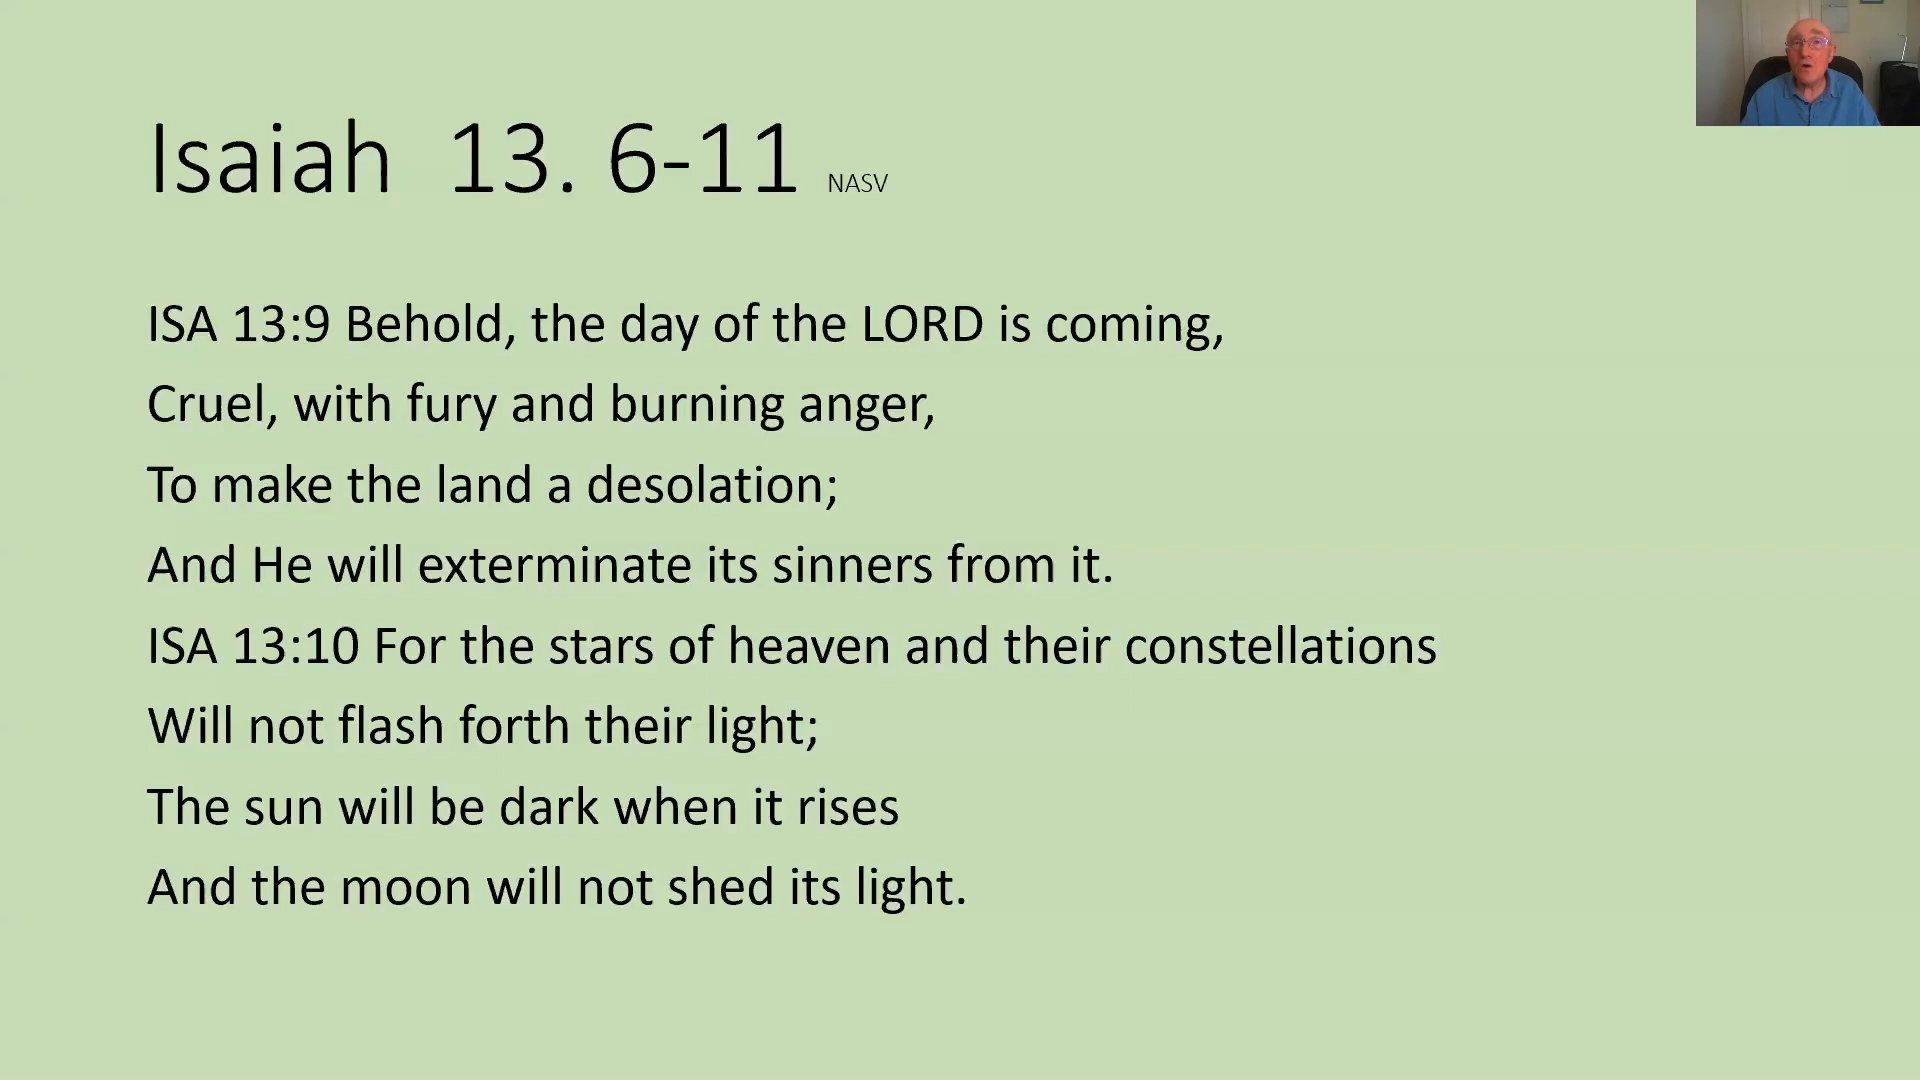 Isaiah 13. 6-11 NASV
ISA 13:9 Behold, the day of the LORD is coming,
Cruel, with fury and burning anger,
To make the land a desolation;
And He will exterminate its sinners from it.
ISA 13:10 For the stars of heaven and their constellations
Will not flash forth their light;
The sun will be dark when it rises
And the moon will not shed its light.